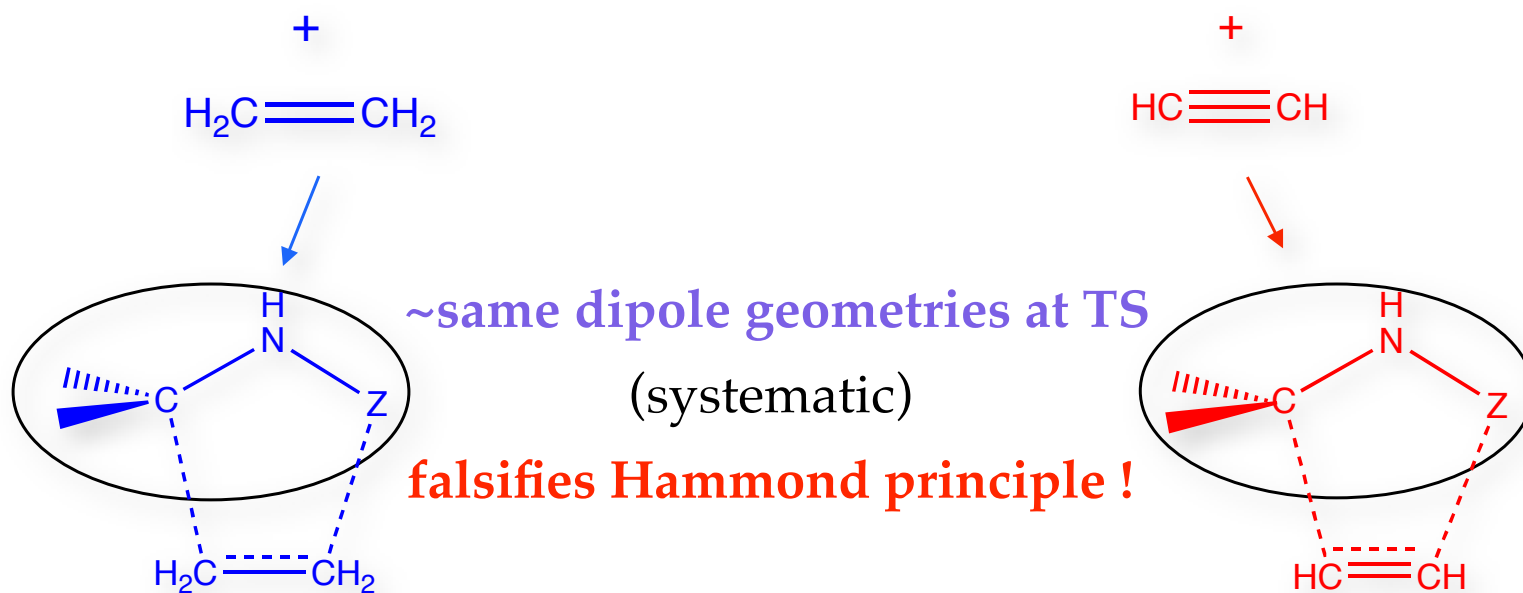 +
+
H₂C CH₂
HC CH
H
N
C
Z
~same dipole geometries at TS
(systematic)
falsifies Hammond principle !
H
N
C
Z
H₂C CH₂
HC CH